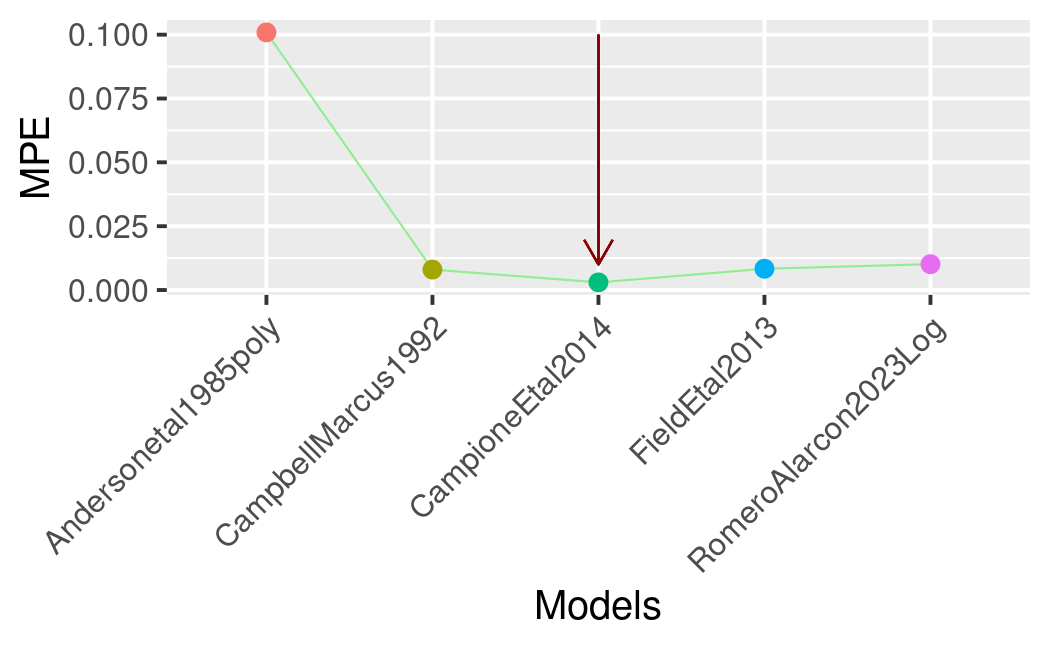 MPE
0.100
0.075
0.050
0.025
0.000
Andersonetal1985poly
CampbellMarcus1992
CampioneEtal2014
FieldEtal2013
RomeroAlarcon2023Log
Models